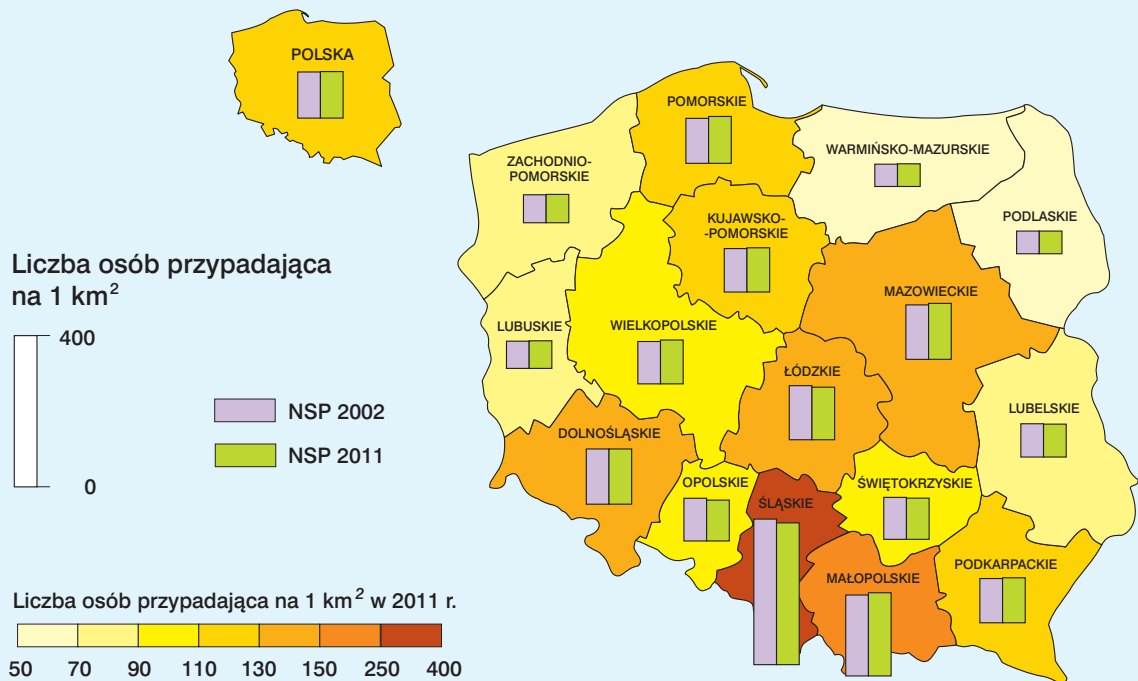 POLSKA
POMORSKIE
WARMIŃSKO-MAZURSKIE
ZACHODNIO-
POMORSKIE
PODLASKIE
KUJAWSKO-
-POMORSKIE
Liczba osób przypadająca
na 1 km²
MAZOWIECKIE
400
LUBUSKIE
WIELKOPOLSKIE
ŁÓDZKIE
NSP 2002
LUBELSKIE
DOLNOŚLĄSKIE
NSP 2011
OPOLSKIE
ŚWIĘTOKRZYSKIE
0
ŚLĄSKIE
PODKARPACKIE
MAŁOPOLSKIE
Liczba osób przypadająca na 1 km² w 2011 r.
50 70 90 110 130 150 250 400